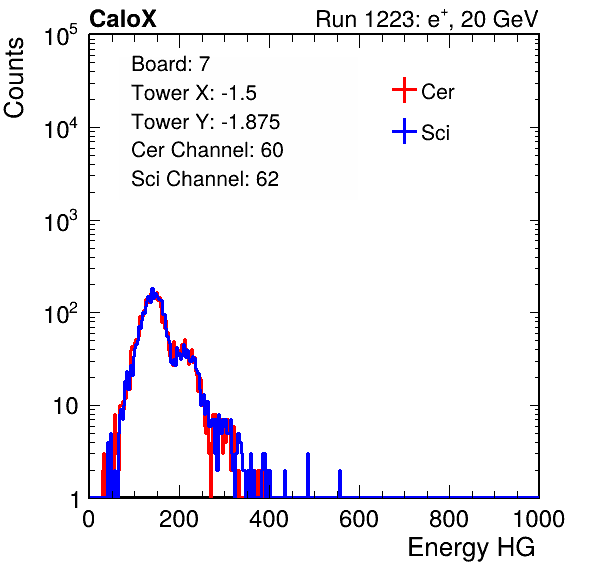 CaloX Run 1223: e⁺, 20 GeV
Counts
Board: 7
Tower X: -1.5
Tower Y: -1.875
Cer Channel: 60
Sci Channel: 62
Cer
Sci
10⁵
10⁴
10³
10²
10
1
0 200 400 600 800 1000
Energy HG